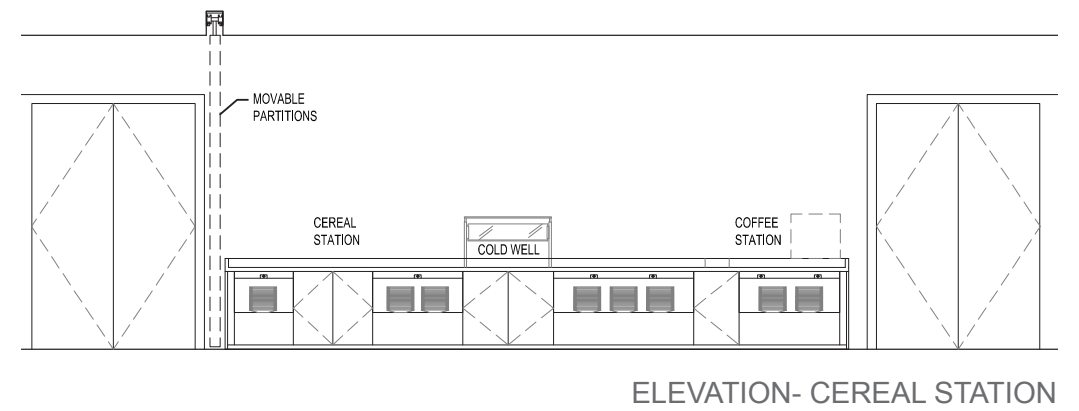 MOVABLE
PARTITIONS
CEREAL
STATION
COLD WELL
COFFEE
STATION
ELEVATION- CEREAL STATION